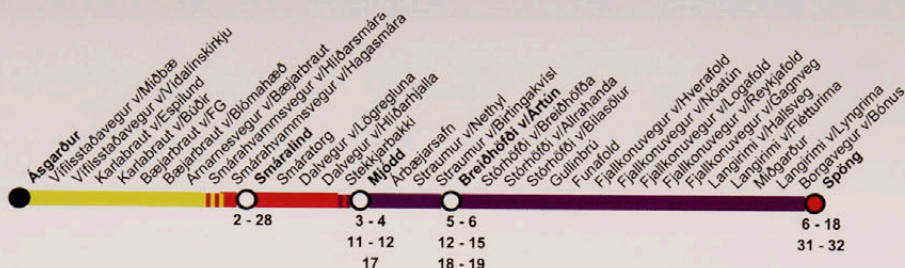 Ásgarður
Vífilsstaðavegur v/Miðbæ
Vífilsstaðavegur v/Vídalínskirkju
Karlabraut v/Espilund
Karlabraut v/Búðir
Bæjarbraut v/FG
Bæjarbraut v/Blómahæð
Arnarnesvegur v/Bæjarbraut
Smárahvammsvegur v/Hlíðarsmára
Smárahvammsvegur v/Hagasmára
Smáralind
Smáratorg
Dalvegur v/Lögregluna
Dalvegur v/Hlíðarhjalla
Stekkjarbakki
Mjódd
Árbæjarsafn
Straumur v/Nethyl
Straumur v/Birtingakvísl
Breiðhöfði v/Ártún
Stórhöfði v/Breiðhöfða
Stórhöfði v/Allrahanda
Stórhöfði v/Bílasölur
Gullinbrú
Funafold
Fjallkonuvegur v/Hverafold
Fjallkonuvegur v/Nóatún
Fjallkonuvegur v/Logafold
Fjallkonuvegur v/Reykjafold
Fjallkonuvegur v/Gagnveg
Langirimi v/Hallsveg
Langirimi v/Flétturima
Miðgarður
Langirimi v/Lyngrima
Borgavegur v/Bónus
Spöng
2 - 28
3 - 4
11 - 12
17
5 - 6
12 - 15
18 - 19
6 - 18
31 - 32